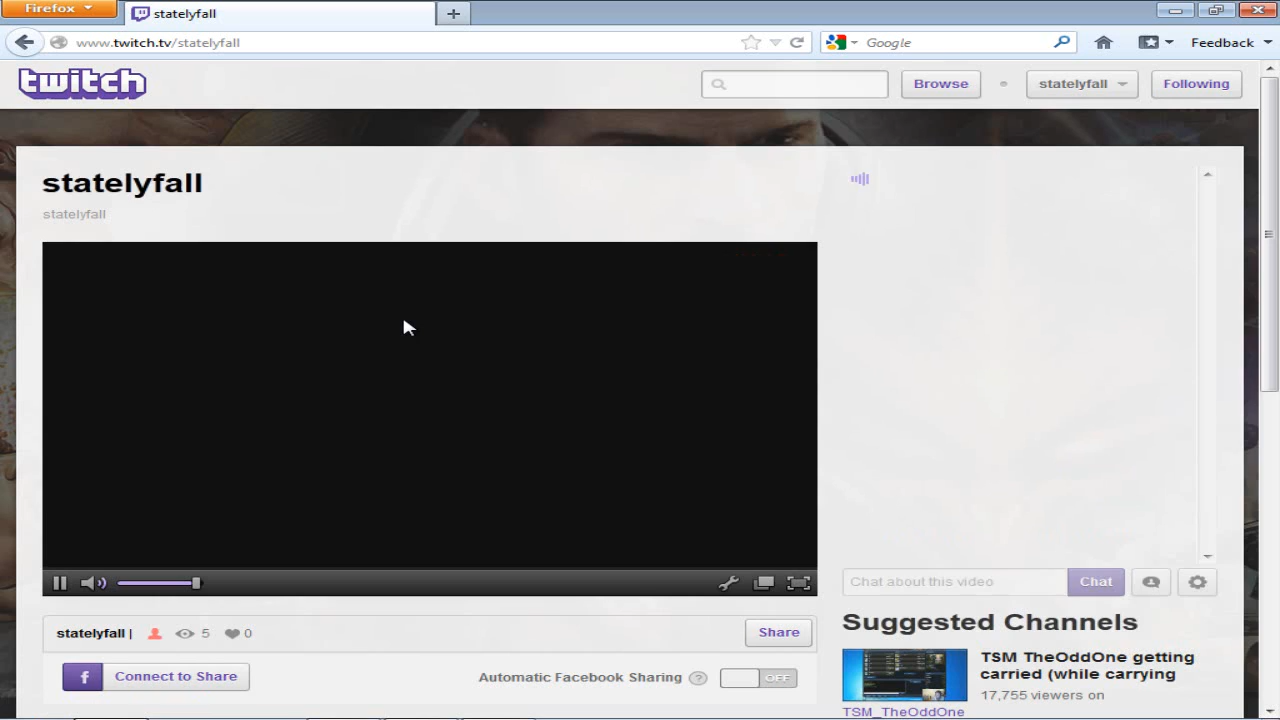 Firefox
statelyfall
www.twitch.tv/statelyfall
Google
Feedback
twitch
Browse
statelyfall
Following
statelyfall
statelyfall
Chat about this video
Chat
statelyfall |
5
0
Share
Suggested Channels
f
Connect to Share
Automatic Facebook Sharing
?
OFF
TSM TheOddOne getting
carried (while carrying
17,755 viewers on
TSM_TheOddOne